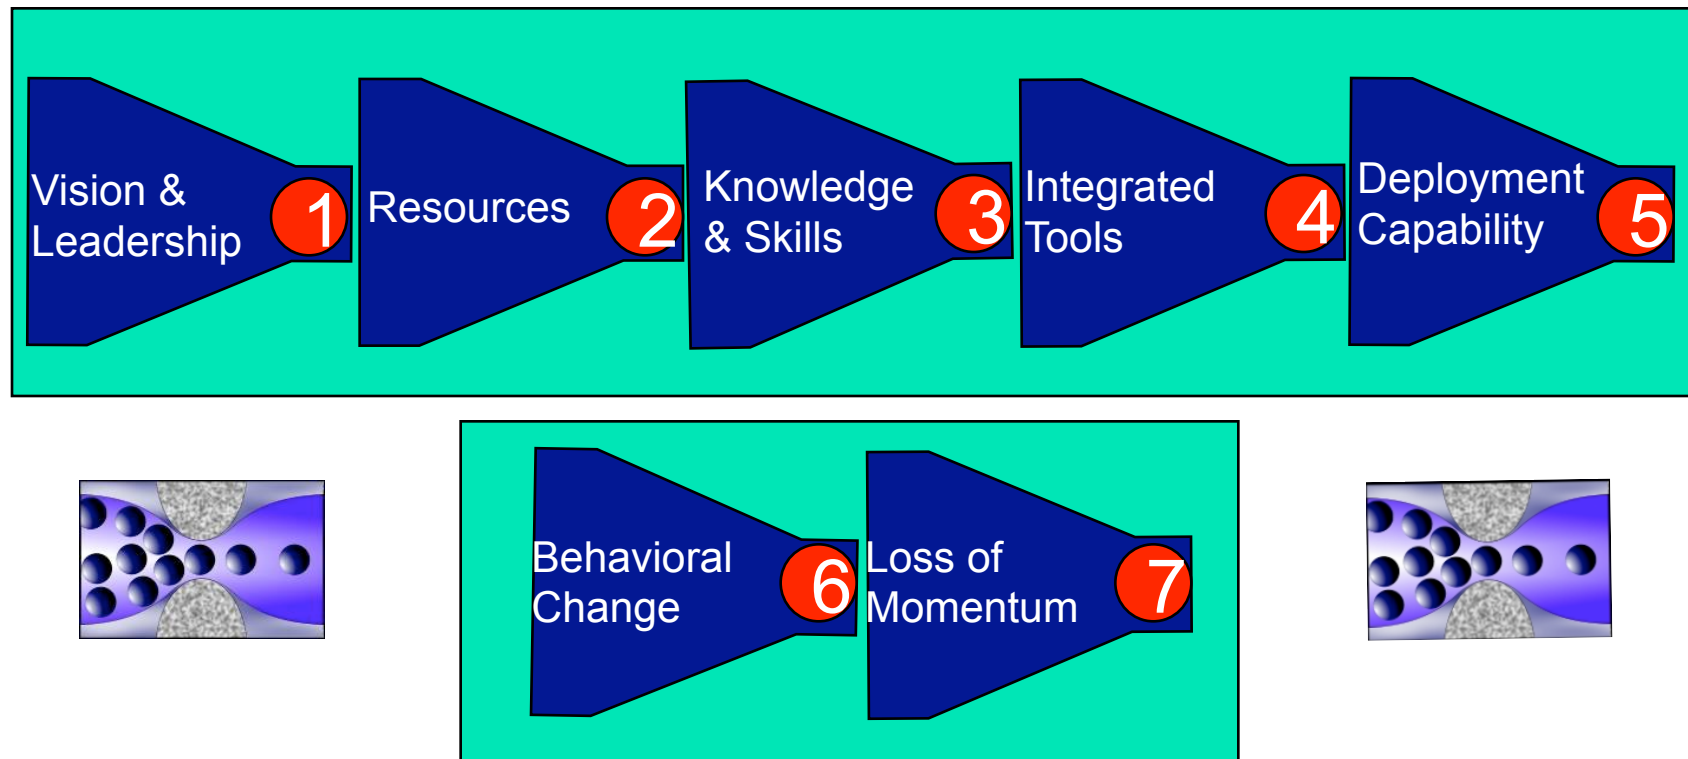 Vision &
Leadership
1
Resources
2
Knowledge
& Skills
3
Integrated
Tools
4
Deployment
Capability
5
Behavioral
Change
6
Loss of
Momentum
7